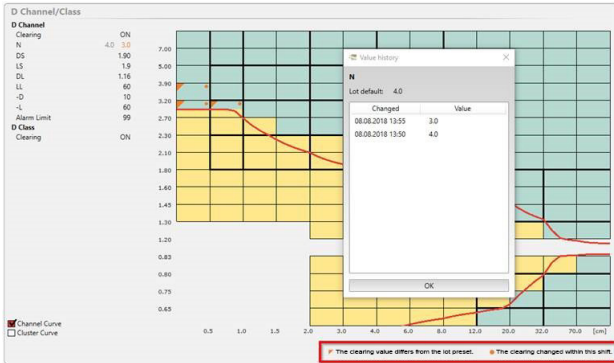 D Channel/Class
D Channel
Clearing ON
N 4.0 3.0
DS 1.90
LS 1.9
DL 1.16
LL 60
-D 10
-L 60
Alarm Limit 99
D Class
Clearing ON
7.00
5.00
3.90
3.20
2.70
2.30
2.10
1.80
1.60
1.45
1.30
1.20
0.83
0.80
0.75
0.65
Value history
N
Lot default: 4.0
Changed Value
08.08.2018 13:55 3.0
08.08.2018 13:50 4.0
OK
Channel Curve
Cluster Curve
0.5 1.0 1.5 2.0 3.0 4.0 6.0 8.0 12.0 20.0 32.0 70.0 [cm]
The clearing value differs from the lot preset. The clearing changed within this shift.